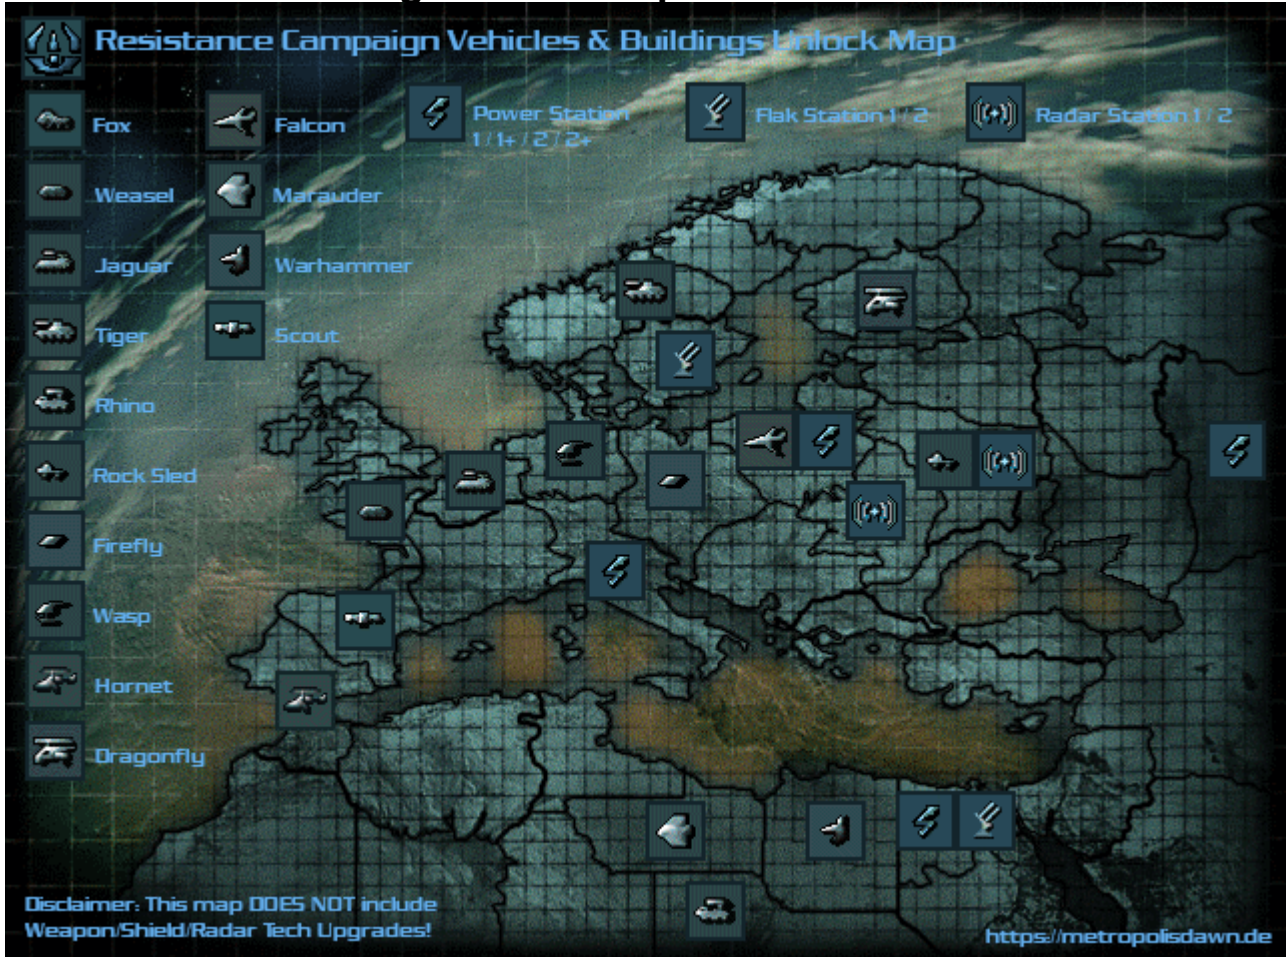 Resistance Campaign Vehicles & Buildings Unlock Map
Fox
Falcon
Power Station
1 / 1+ / 2 / 2+
Flak Station 1 / 2
Radar Station 1 / 2
Weasel
Marauder
Jaguar
Warhammer
Tiger
Scout
Rhino
Rock Sled
Firefly
Wasp
Hornet
Dragonfly
Disclaimer: This map DOES NOT include
Weapon/Shield/Radar Tech Upgrades!
https://metropolisdawn.de